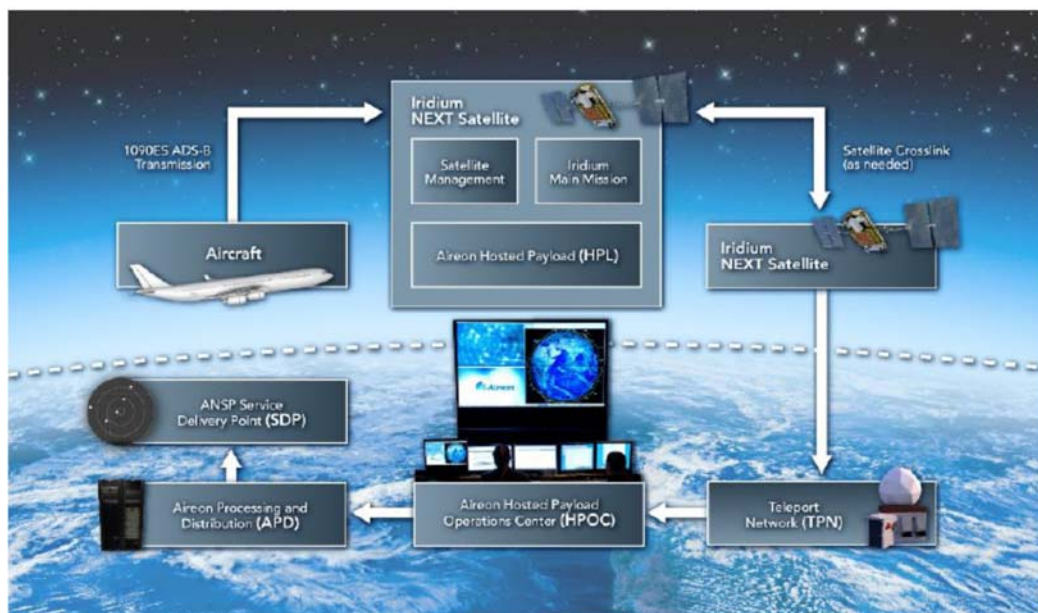 Iridium
NEXT Satellite
Satellite
Management
Iridium
Main Mission
Aireon Hosted Payload (HPL)
1090ES ADS-B
Transmission
Satellite Crosslink
(as needed)
Aircraft
Iridium
NEXT Satellite
Aireon
ANSP Service
Delivery Point (SDP)
Aireon Processing and
Distribution (APD)
Aireon Hosted Payload
Operations Center (HPOC)
Teleport
Network (TPN)